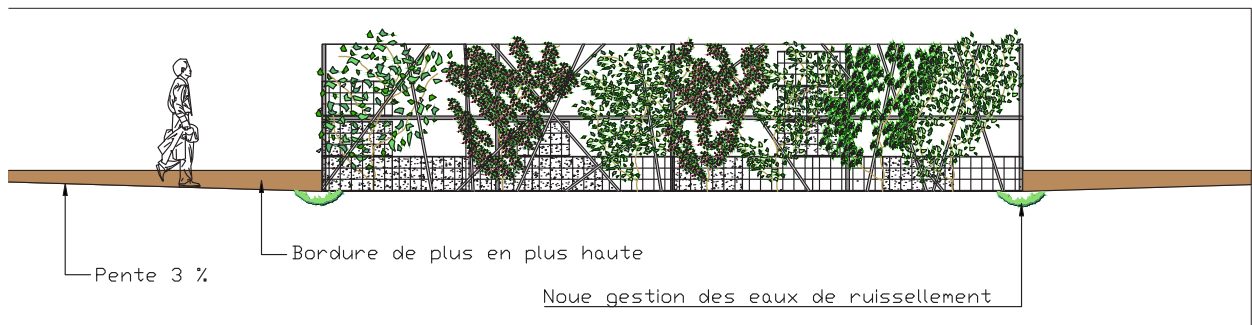 Bordure de plus en plus haute
Pente 3 %
Noue gestion des eaux de ruissellement